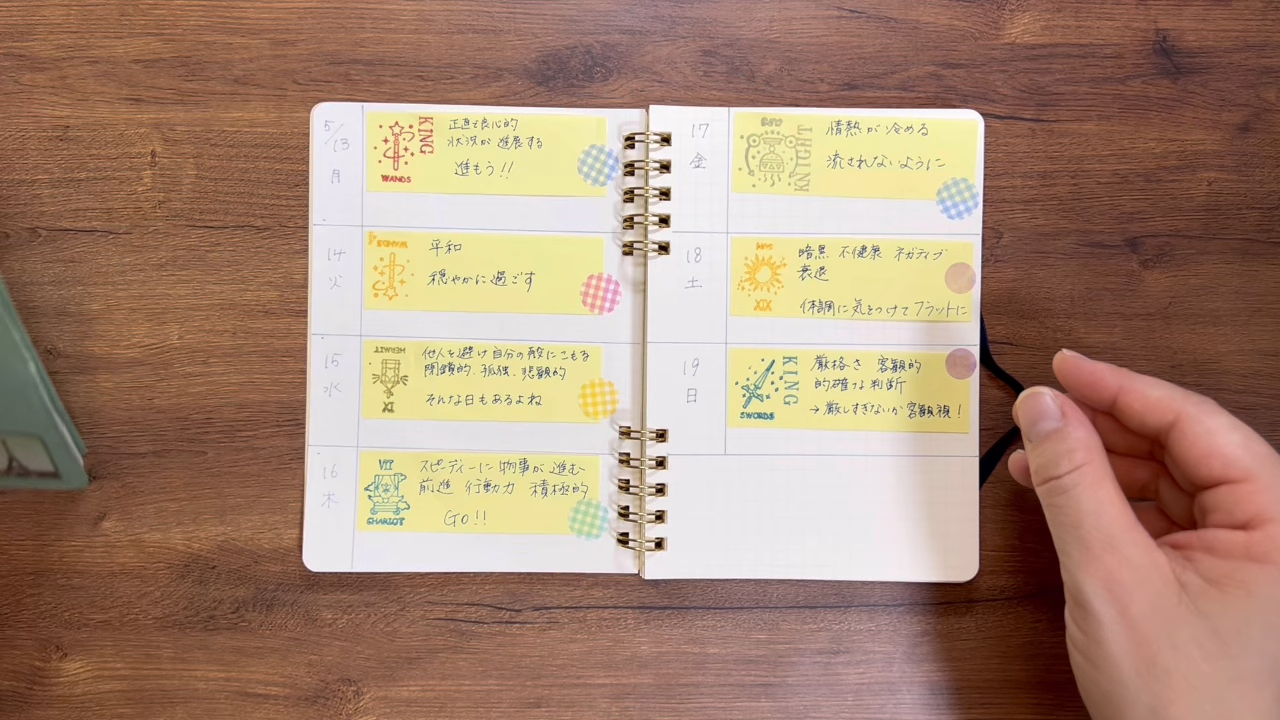 5/13
月
KING
WANDS
正直で良心的
状況が進展する
進もう!!
14
火
WANDS 4
平和
穏やかに過ごす
15
水
HERMIT
IX
他人を避け自分の殻にこもる
閉鎖的 孤独 悲観的
それな日もあるよね
16
木
VII
CHARIOT
スピーディーに物事が進む
前進 行動力 積極的
GO!!
17
金
CUPS
KNIGHT
情熱が冷める
流されないように
18
土
SUN
XIX
暗黒 不健康 ネガティブ
衰退
体調に気をつけてフラットに
19
日
KING
SWORDS
厳格さ 客観的
的確な判断
→厳しすぎないが客観視!